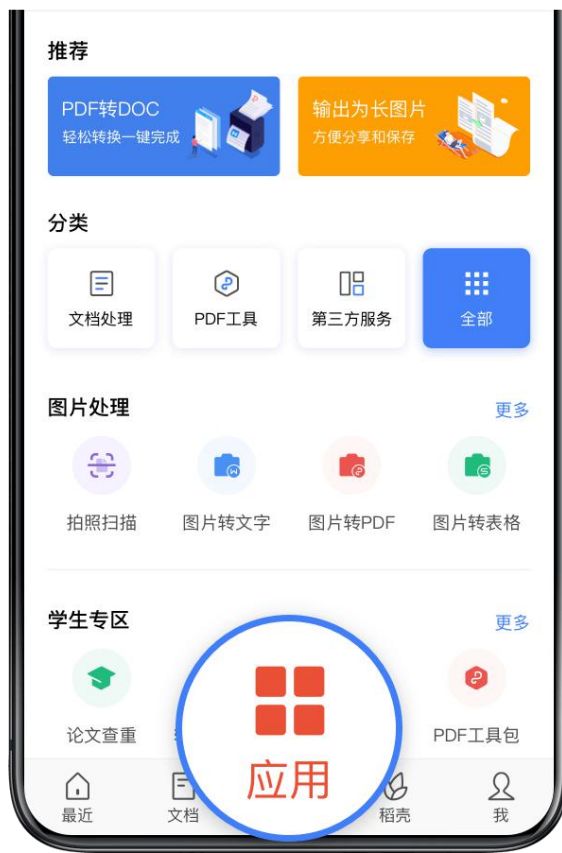 推荐
PDF转DOC
轻松转换一键完成
输出为长图片
方便分享和保存
分类
文档处理
PDF工具
第三方服务
全部
图片处理
更多
拍照扫描
图片转文字
图片转PDF
图片转表格
学生专区
更多
论文查重
PDF工具包
应用
最近
文档
稻壳
我